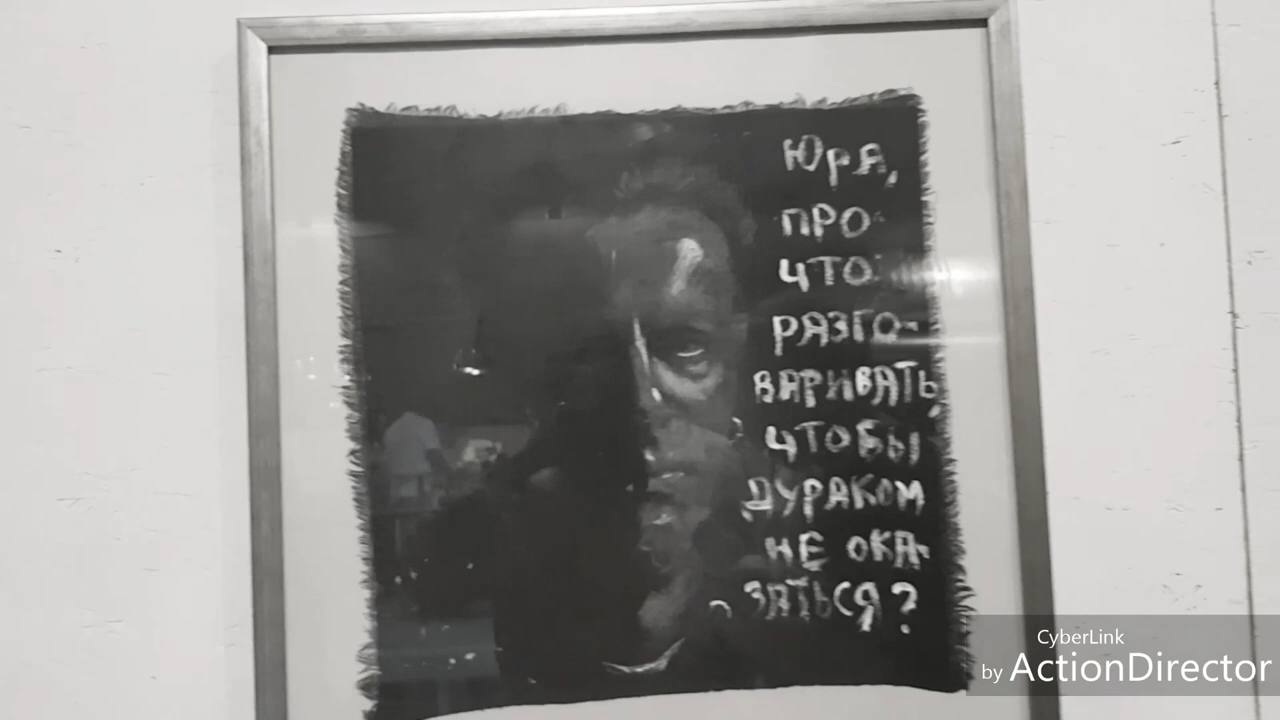 Юра,
ПРО
ЧТО
РАЗГО-
ВАРИВАТЬ,
ЧТОБЫ
ДУРАКОМ
НЕ ОКА-
ЗАТЬСЯ?
CyberLink
by ActionDirector